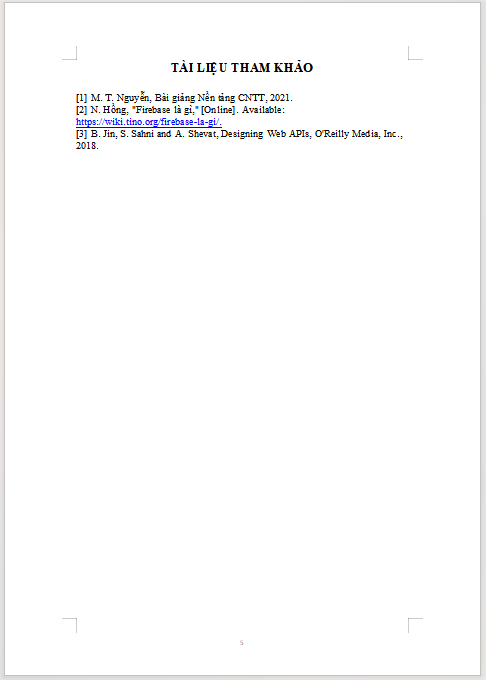 TÀI LIỆU THAM KHẢO
[1] M. T. Nguyễn, Bài giảng Nền tảng CNTT, 2021.
[2] N. Hồng, "Firebase là gì," [Online]. Available:
https://wiki.tino.org/firebase-la-gi/.
[3] B. Jin, S. Sahni and A. Shevat, Designing Web APIs, O'Reilly Media, Inc.,
2018.
5